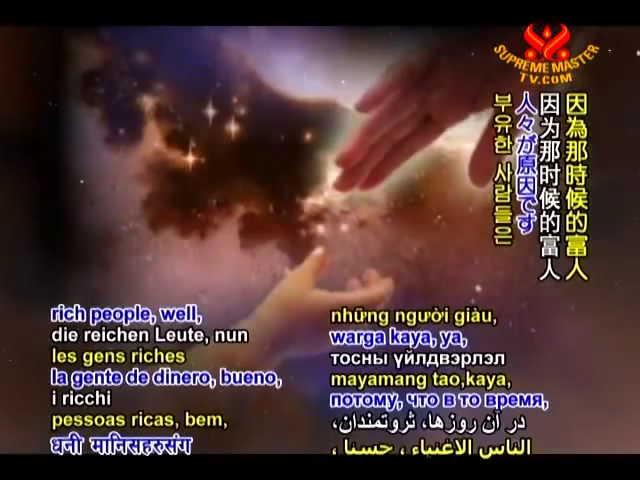 SUPREME MASTER
TV.COM
因為那時候的富人
因为那时候的富人
人々が原因です
부유한 사람들은
rich people, well,
die reichen Leute, nun
les gens riches
la gente de dinero, bueno,
i ricchi
pessoas ricas, bem,
धनी मानिसहरुसंग
những người giàu,
warga kaya, ya,
тосны үйлдвэрлэл
mayamang tao,kaya,
потому, что в то время,
در آن روزها، ثروتمندان،
الناس الاغنياء ، حسنا ،